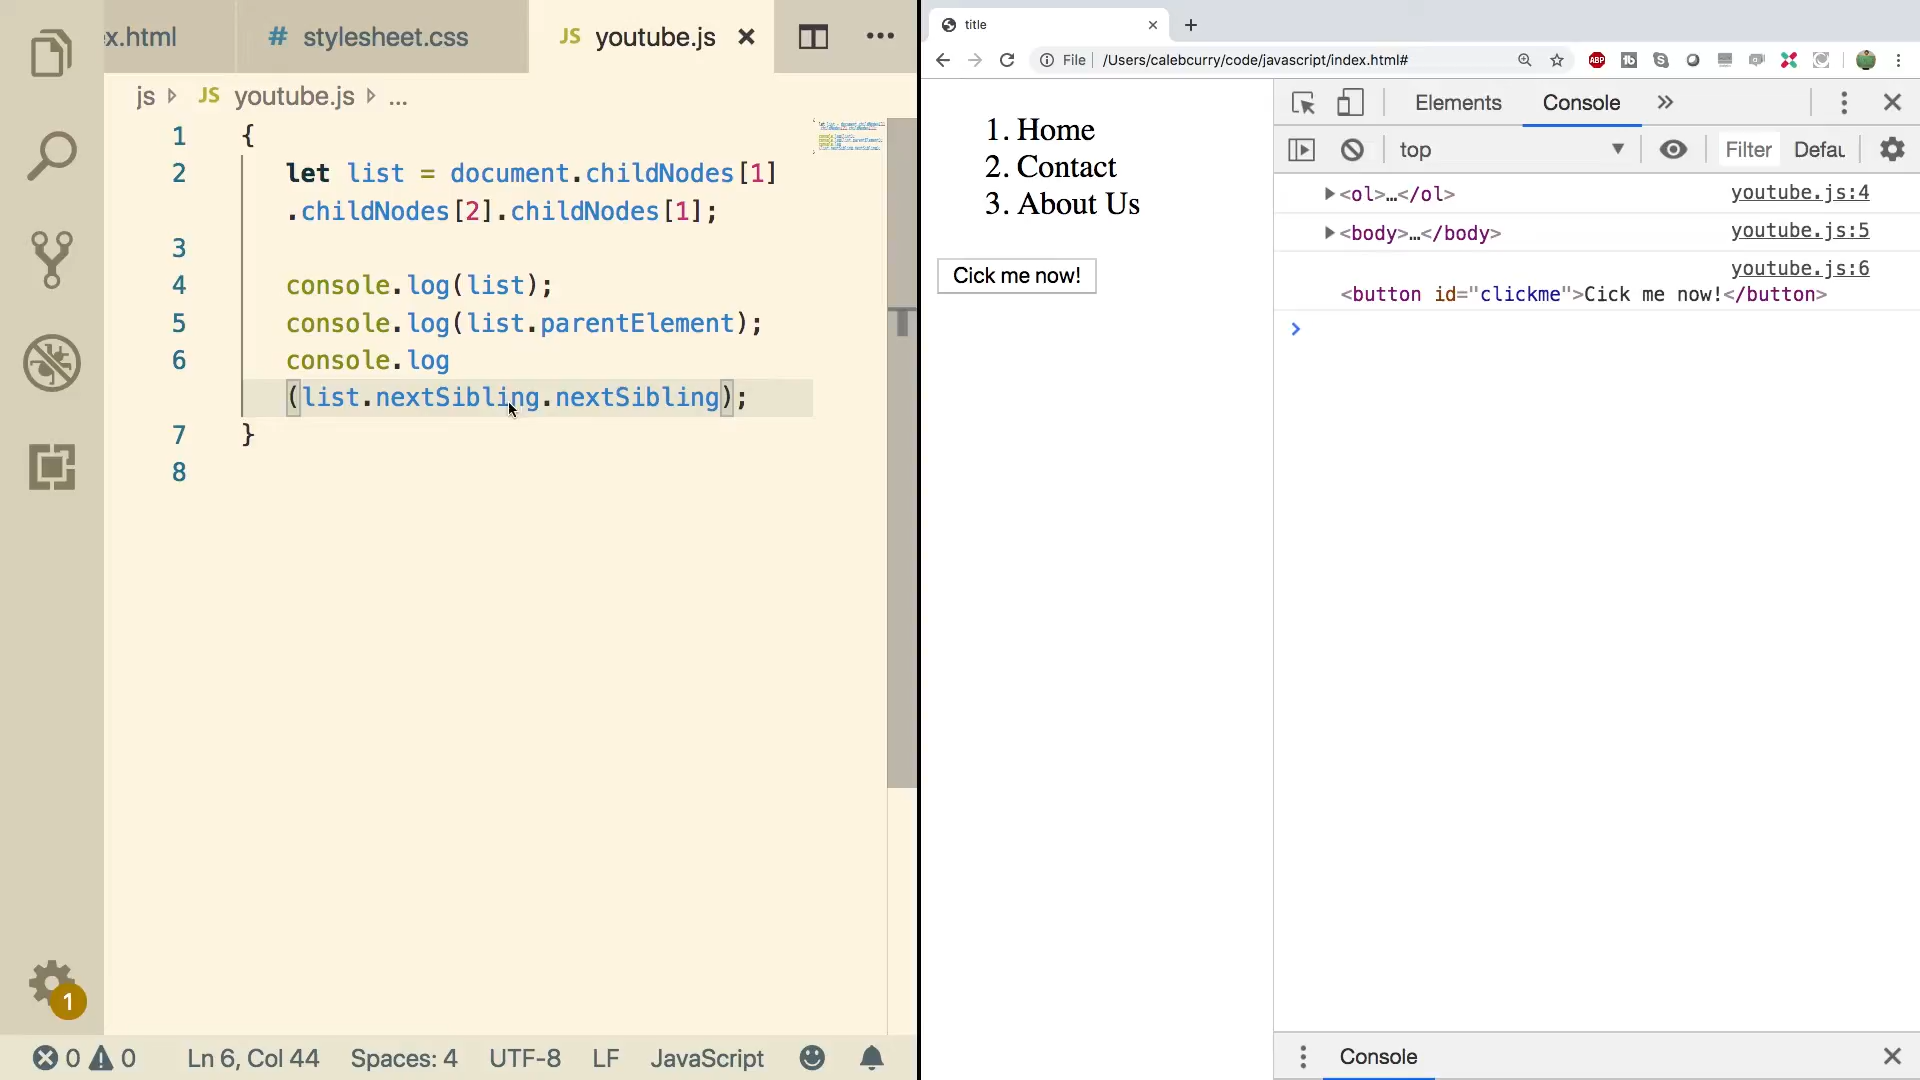 x.html
# stylesheet.css
JS youtube.js
js JS youtube.js ...
1 {
2 let list = document.childNodes[1]
.childNodes[2].childNodes[1];
3
4 console.log(list);
5 console.log(list.parentElement);
6 console.log
(list.nextSibling.nextSibling);
7 }
8
1
0 0 Ln 6, Col 44 Spaces: 4 UTF-8 LF JavaScript
title
File /Users/calebcurry/code/javascript/index.html#
ABP
1. Home
2. Contact
3. About Us
Cick me now!
Elements Console
top Filter Defau
<ol>…</ol> youtube.js:4
<body>…</body> youtube.js:5
youtube.js:6
<button id="clickme">Cick me now!</button>
Console